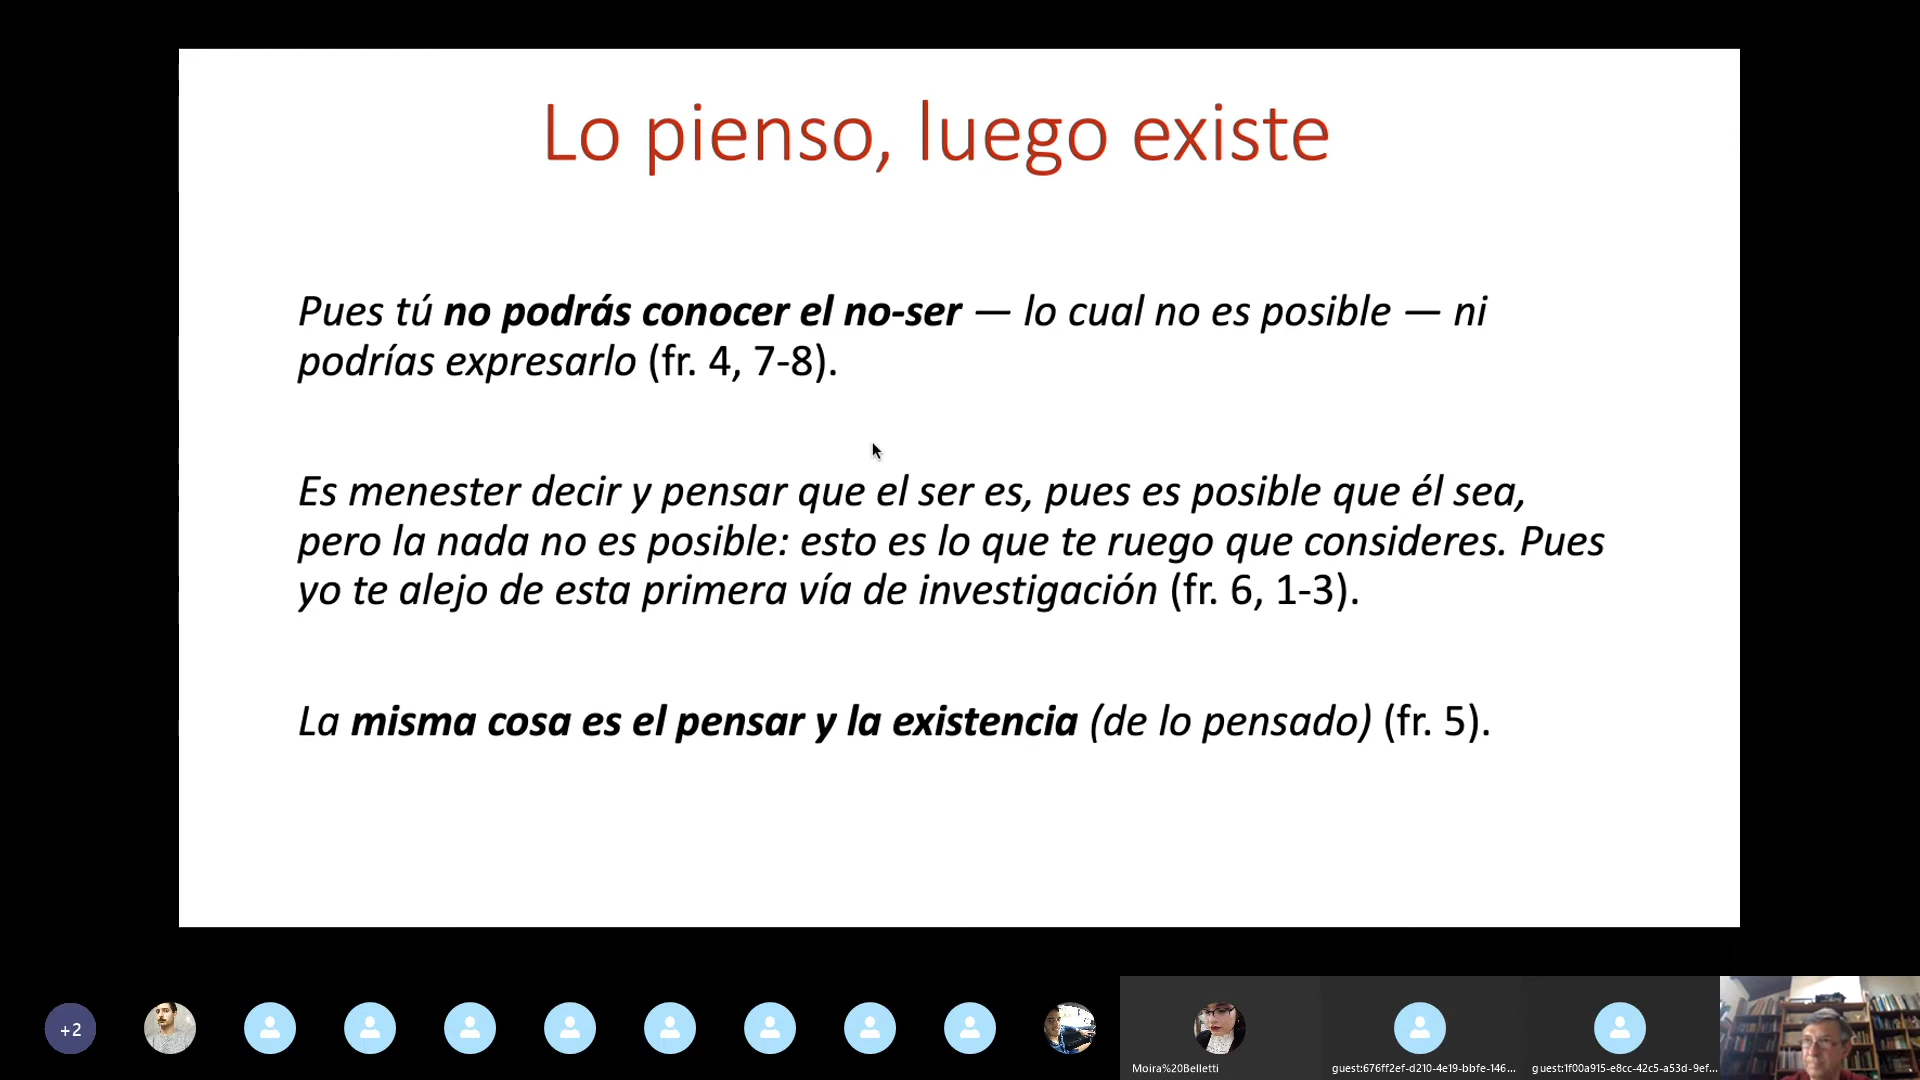 Lo pienso, luego existe
Pues tú no podrás conocer el no-ser — lo cual no es posible — ni
podrías expresarlo (fr. 4, 7-8).
Es menester decir y pensar que el ser es, pues es posible que él sea,
pero la nada no es posible: esto es lo que te ruego que consideres. Pues
yo te alejo de esta primera vía de investigación (fr. 6, 1-3).
La misma cosa es el pensar y la existencia (de lo pensado) (fr. 5).
+2
Moira%20Belletti
guest:676ff2ef-d210-4e19-bbfe-146...
guest:1f00a915-e8cc-42c5-a53d-9ef...